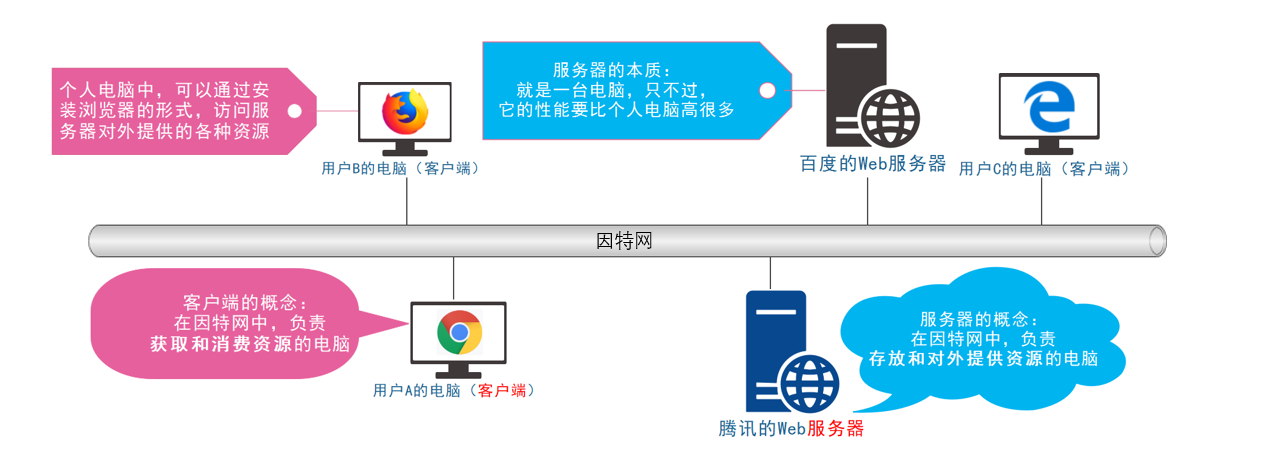 个人电脑中，可以通过安
装浏览器的形式，访问服
务器对外提供的各种资源
用户B的电脑（客户端）
服务器的本质：
就是一台电脑，只不过，
它的性能要比个人电脑高很多
百度的Web服务器
用户C的电脑（客户端）
因特网
客户端的概念：
在因特网中，负责
获取和消费资源的电脑
用户A的电脑（客户端）
腾讯的Web服务器
服务器的概念：
在因特网中，负责
存放和对外提供资源的电脑